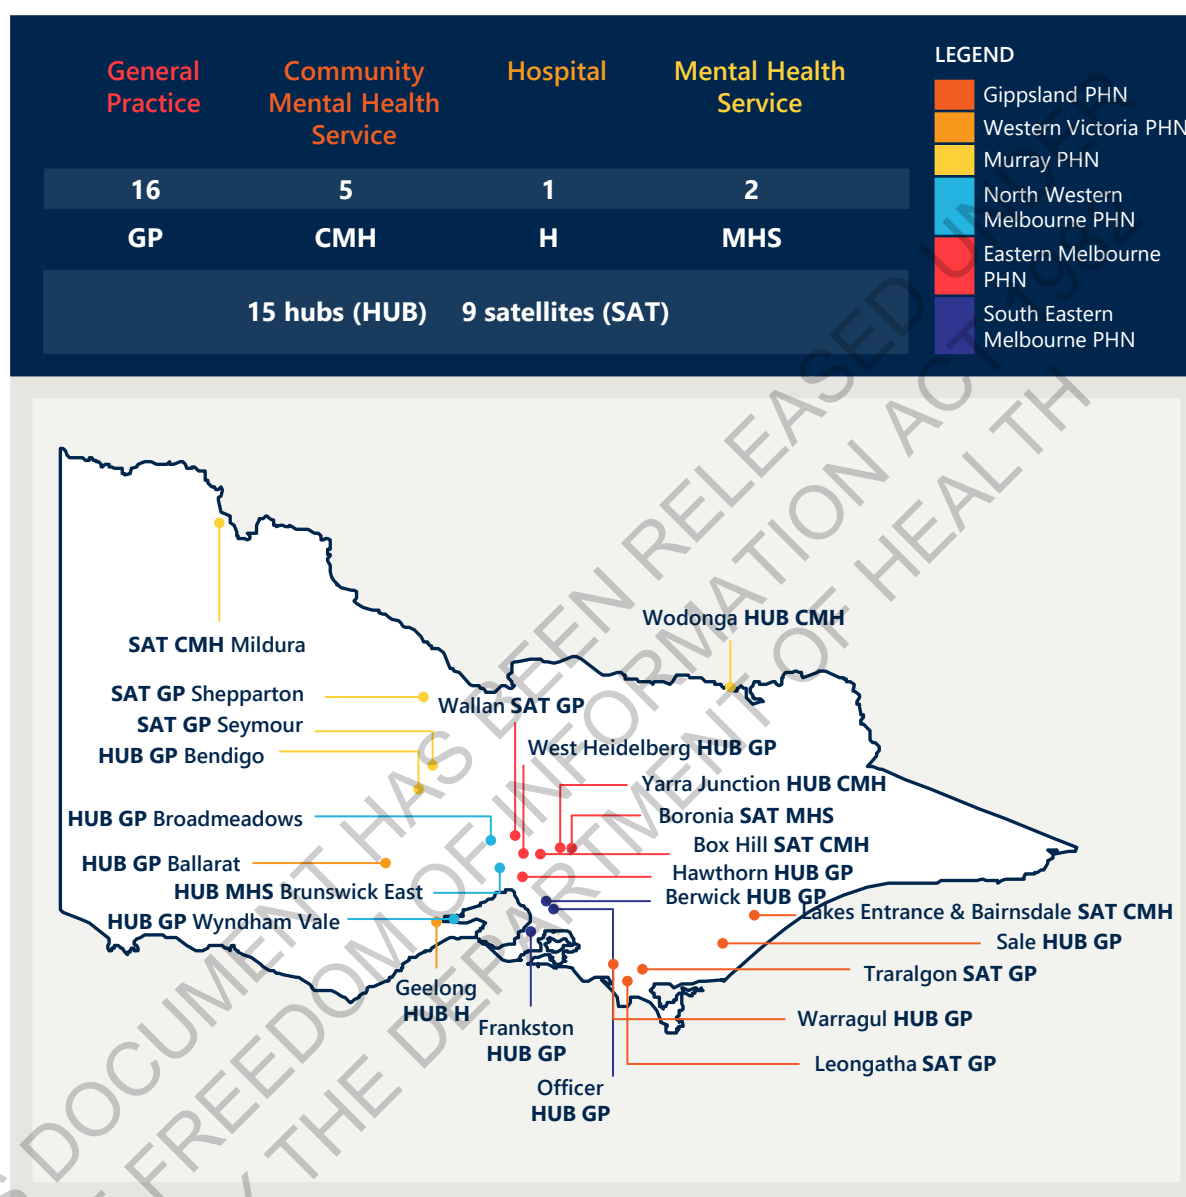 General
Practice
Community
Mental Health
Service
Hospital
Mental Health
Service
16
5
1
2
GP
CMH
H
MHS
15 hubs (HUB) 9 satellites (SAT)
LEGEND
Gippsland PHN
Western Victoria PHN
Murray PHN
North Western
Melbourne PHN
Eastern Melbourne
PHN
South Eastern
Melbourne PHN
Wodonga HUB CMH
SAT CMH Mildura
SAT GP Shepparton
Wallan SAT GP
SAT GP Seymour
West Heidelberg HUB GP
HUB GP Bendigo
Yarra Junction HUB CMH
Boronia SAT MHS
HUB GP Broadmeadows
Box Hill SAT CMH
HUB GP Ballarat
Hawthorn HUB GP
HUB MHS Brunswick East
Berwick HUB GP
Lakes Entrance & Bairnsdale SAT CMH
HUB GP Wyndham Vale
Sale HUB GP
Traralgon SAT GP
Geelong
HUB H
Warragul HUB GP
Frankston
HUB GP
Leongatha SAT GP
Officer
HUB GP
S DOCUMENT HAS BEEN RELEASED UNDER
E FREEDOM OF INFORMATION ACT 1982
Y THE DEPARTMENT OF HEALTH